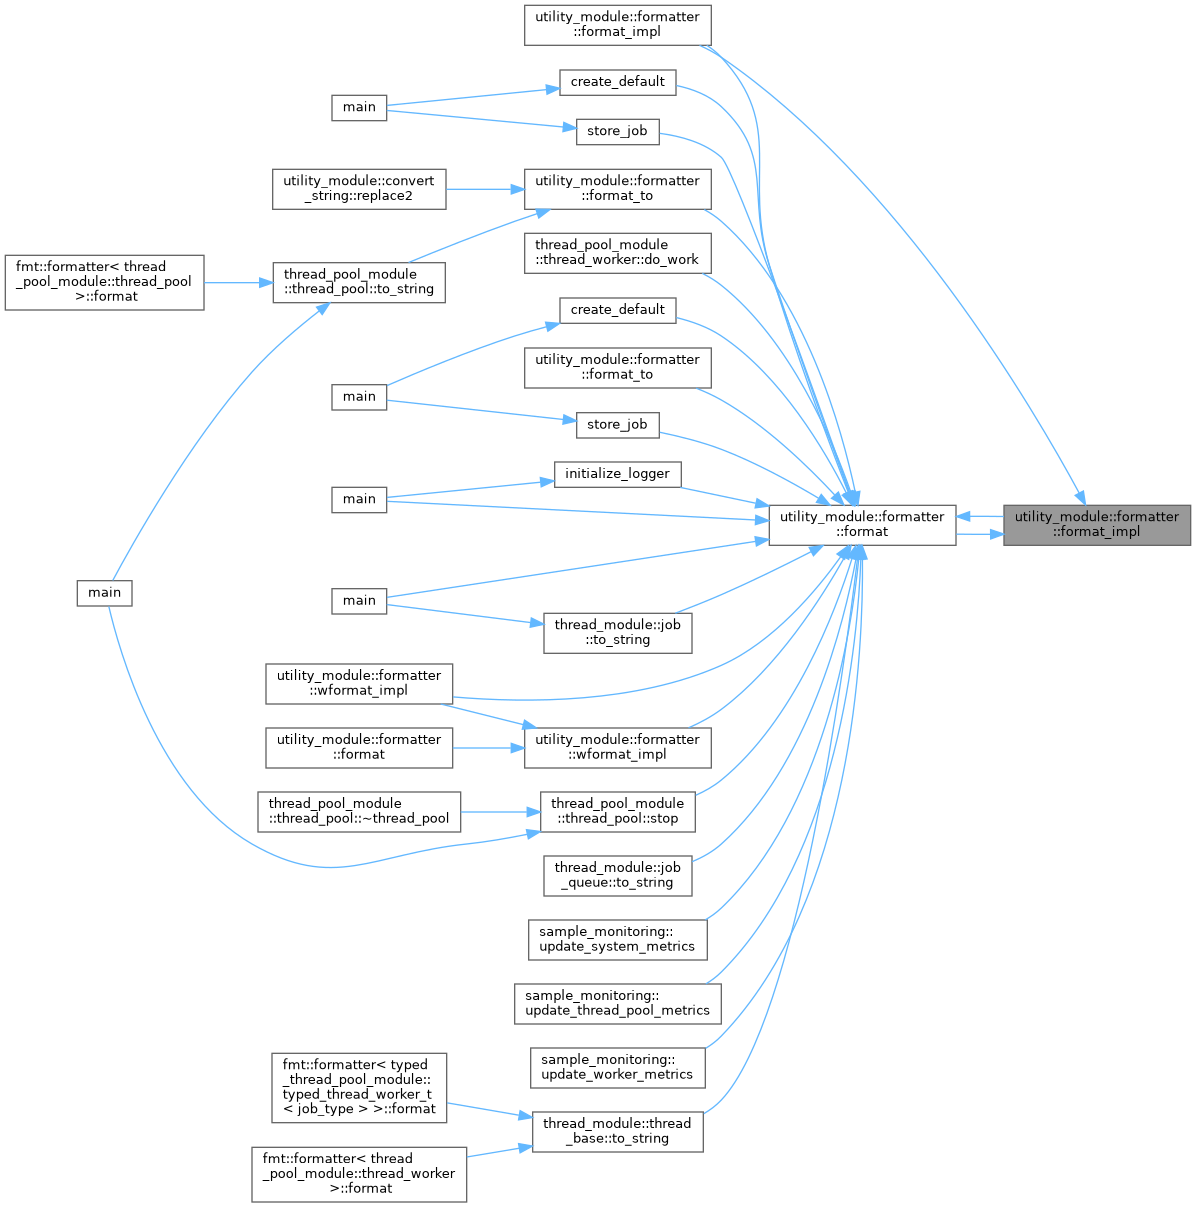 utility_module::formatter
::format_impl
create_default
main
store_job
utility_module::convert
_string::replace2
utility_module::formatter
::format_to
thread_pool_module
::thread_worker::do_work
fmt::formatter< thread
_pool_module::thread_pool
>::format
thread_pool_module
::thread_pool::to_string
create_default
utility_module::formatter
::format_to
main
store_job
initialize_logger
main
utility_module::formatter
::format
utility_module::formatter
::format_impl
main
main
thread_module::job
::to_string
utility_module::formatter
::wformat_impl
utility_module::formatter
::format
utility_module::formatter
::wformat_impl
thread_pool_module
::thread_pool::~thread_pool
thread_pool_module
::thread_pool::stop
thread_module::job
_queue::to_string
sample_monitoring::
update_system_metrics
sample_monitoring::
update_thread_pool_metrics
sample_monitoring::
update_worker_metrics
fmt::formatter< typed
_thread_pool_module::
typed_thread_worker_t
< job_type > >::format
thread_module::thread
_base::to_string
fmt::formatter< thread
_pool_module::thread_worker
>::format